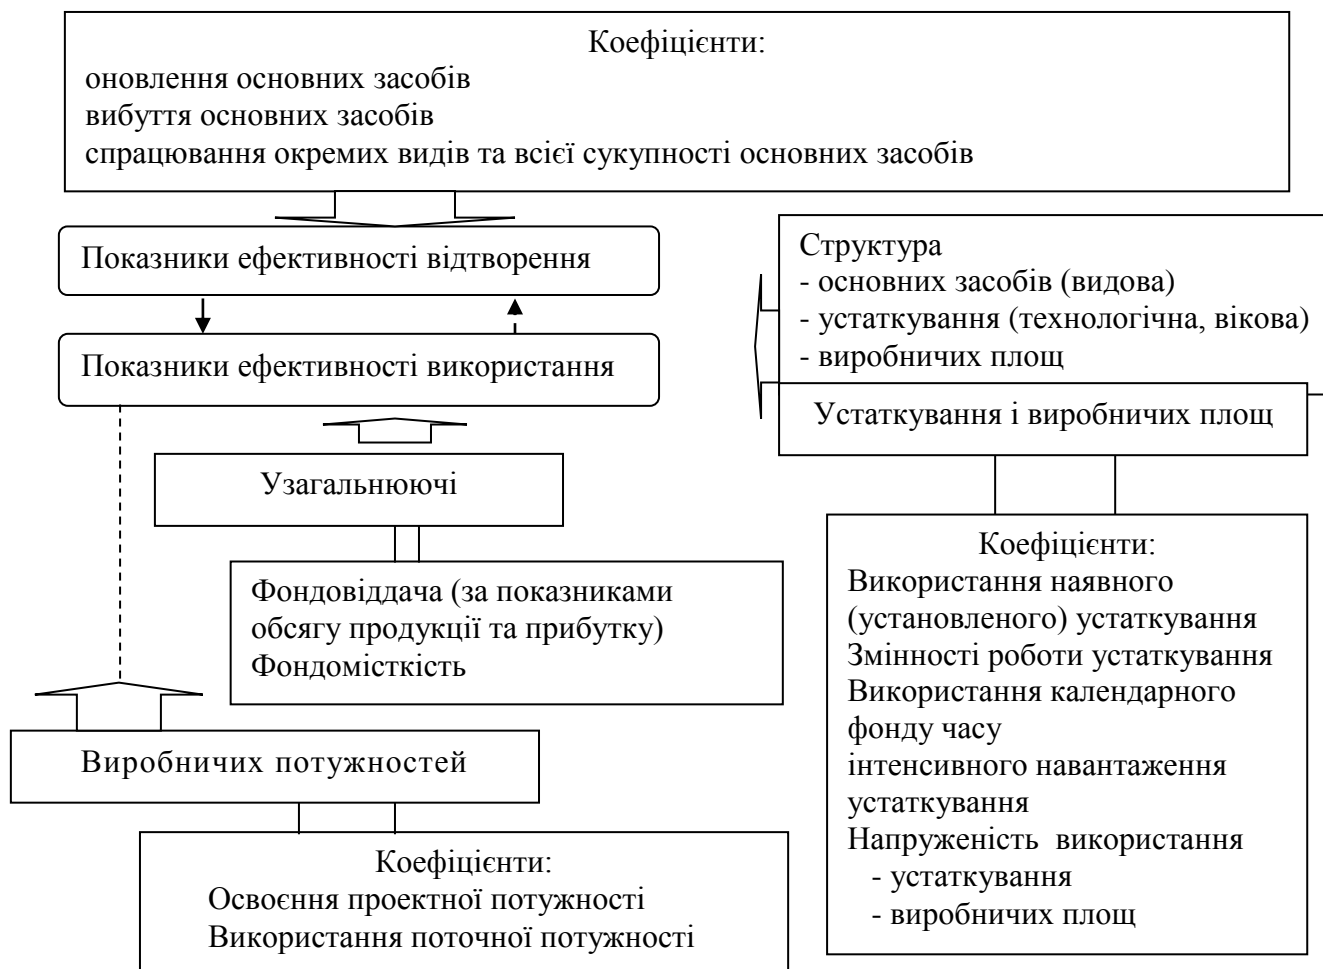 Коефіцієнти:
оновлення основних засобів
вибуття основних засобів
спрацювання окремих видів та всієї сукупності основних засобів
Показники ефективності відтворення
Показники ефективності використання
Структура
- основних засобів (видова)
- устаткування (технологічна, вікова)
- виробничих площ
Устаткування і виробничих площ
Узагальнюючі
Фондовіддача (за показниками
обсягу продукції та прибутку)
Фондомісткість
Коефіцієнти:
Використання наявного
(установленого) устаткування
Змінності роботи устаткування
Використання календарного
фонду часу
інтенсивного навантаження
устаткування
Напруженість використання
- устаткування
- виробничих площ
Виробничих потужностей
Коефіцієнти:
Освоєння проектної потужності
Використання поточної потужності